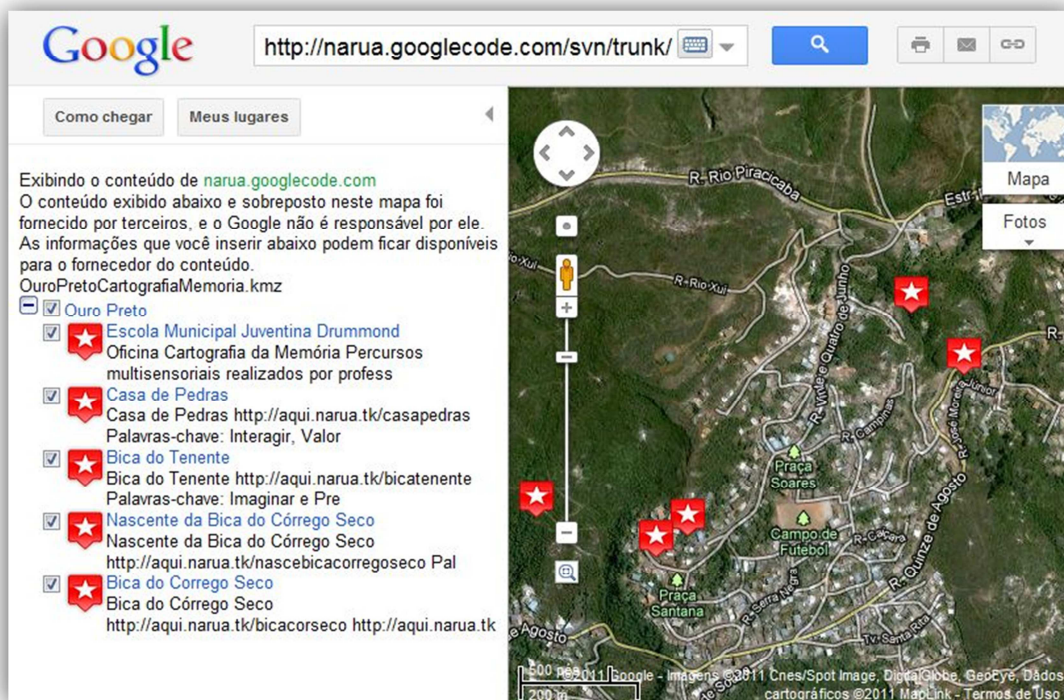 Google
http://narua.googlecode.com/svn/trunk/
Como chegar
Meus lugares
Exibindo o conteúdo de narua.googlecode.com
O conteúdo exibido abaixo e sobreposto neste mapa foi
fornecido por terceiros, e o Google não é responsável por ele.
As informações que você inserir abaixo podem ficar disponíveis
para o fornecedor do conteúdo.
OuroPretoCartografiaMemoria.kmz
Ouro Preto
Escola Municipal Juventina Drummond
Oficina Cartografia da Memória Percursos
multisensoriais realizados por profess
Casa de Pedras
Casa de Pedras http://aqui.narua.tk/casapedras
Palavras-chave: Interagir, Valor
Bica do Tenente
Bica do Tenente http://aqui.narua.tk/bicatenente
Palavras-chave: Imaginar e Pre
Nascente da Bica do Córrego Seco
Nascente da Bica do Córrego Seco
http://aqui.narua.tk/nascebicacorregoseco Pal
Bica do Corrego Seco
Bica do Córrego Seco
http://aqui.narua.tk/bicacorseco http://aqui.narua.tk
Mapa
Fotos
R. Rio Piracicaba
Estr.
io Xui
R. Rio Xui
R. Vinte e Quatro de Junho
R.
R. José Moreira Júnior
R. Campinas
Praça
Soares
Campo de
Futebol
R. Caiçara
R. Quinze de Agosto
Praça
Santana
R. Serra Negra
Tv. Santa Rita
e Agosto
500 pés
200 m
©2011 Google - Imagens ©2011 Cnes/Spot Image, DigitalGlobe, GeoEye, Dados
cartográficos ©2011 MapLink - Termos de Uso